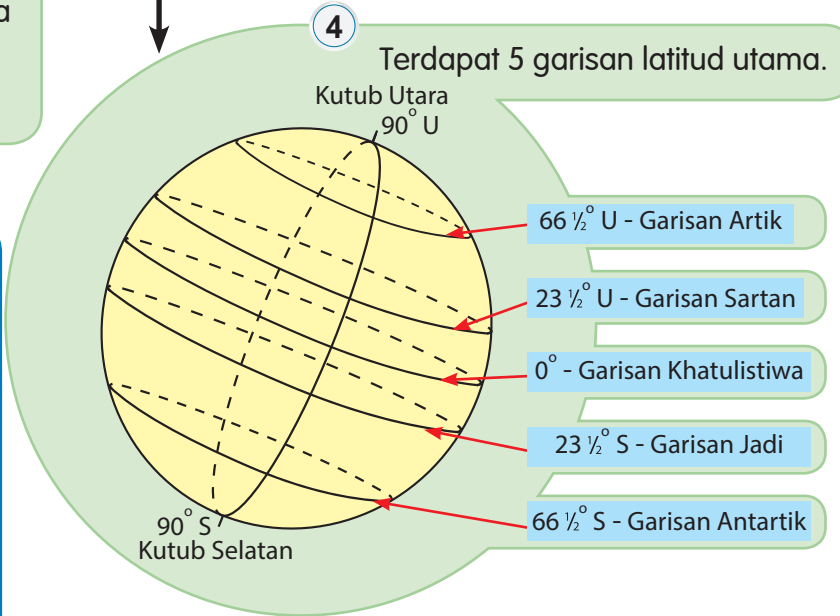 a
4
Terdapat 5 garisan latitud utama.
Kutub Utara
90° U
66 ½° U - Garisan Artik
23 ½° U - Garisan Sartan
0° - Garisan Khatulistiwa
23 ½° S - Garisan Jadi
66 ½° S - Garisan Antartik
90° S
Kutub Selatan